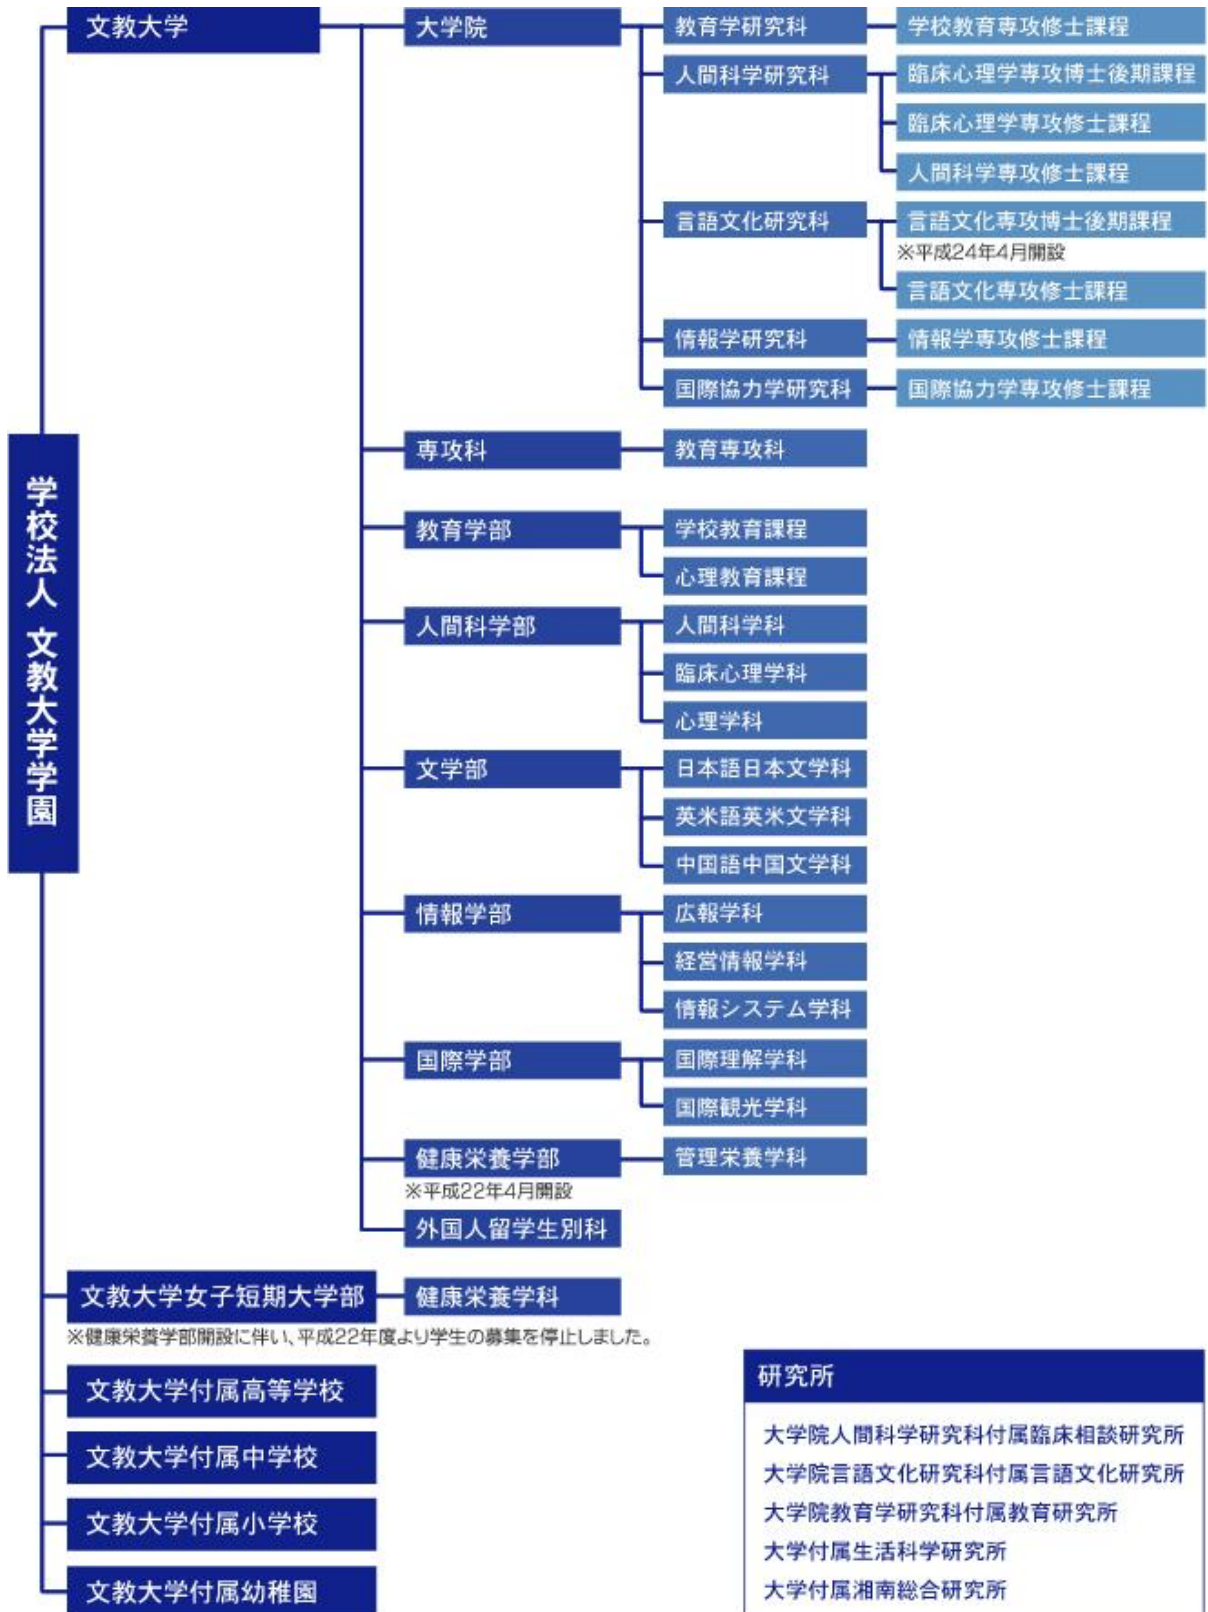 学校法人 文教大学学園
文教大学
大学院
教育学研究科
学校教育専攻修士課程
人間科学研究科
臨床心理学専攻博士後期課程
臨床心理学専攻修士課程
人間科学専攻修士課程
言語文化研究科
言語文化専攻博士後期課程
※平成24年4月開設
言語文化専攻修士課程
情報学研究科
情報学専攻修士課程
国際協力学研究科
国際協力学専攻修士課程
専攻科
教育専攻科
教育学部
学校教育課程
心理教育課程
人間科学部
人間科学科
臨床心理学科
心理学科
文学部
日本語日本文学科
英米語英米文学科
中国語中国文学科
情報学部
広報学科
経営情報学科
情報システム学科
国際学部
国際理解学科
国際観光学科
健康栄養学部
※平成22年4月開設
管理栄養学科
外国人留学生別科
文教大学女子短期大学部
健康栄養学科
※健康栄養学部開設に伴い、平成22年度より学生の募集を停止しました。
文教大学付属高等学校
文教大学付属中学校
文教大学付属小学校
文教大学付属幼稚園
研究所
大学院人間科学研究科付属臨床相談研究所
大学院言語文化研究科付属言語文化研究所
大学院教育学研究科付属教育研究所
大学付属生活科学研究所
大学付属湘南総合研究所